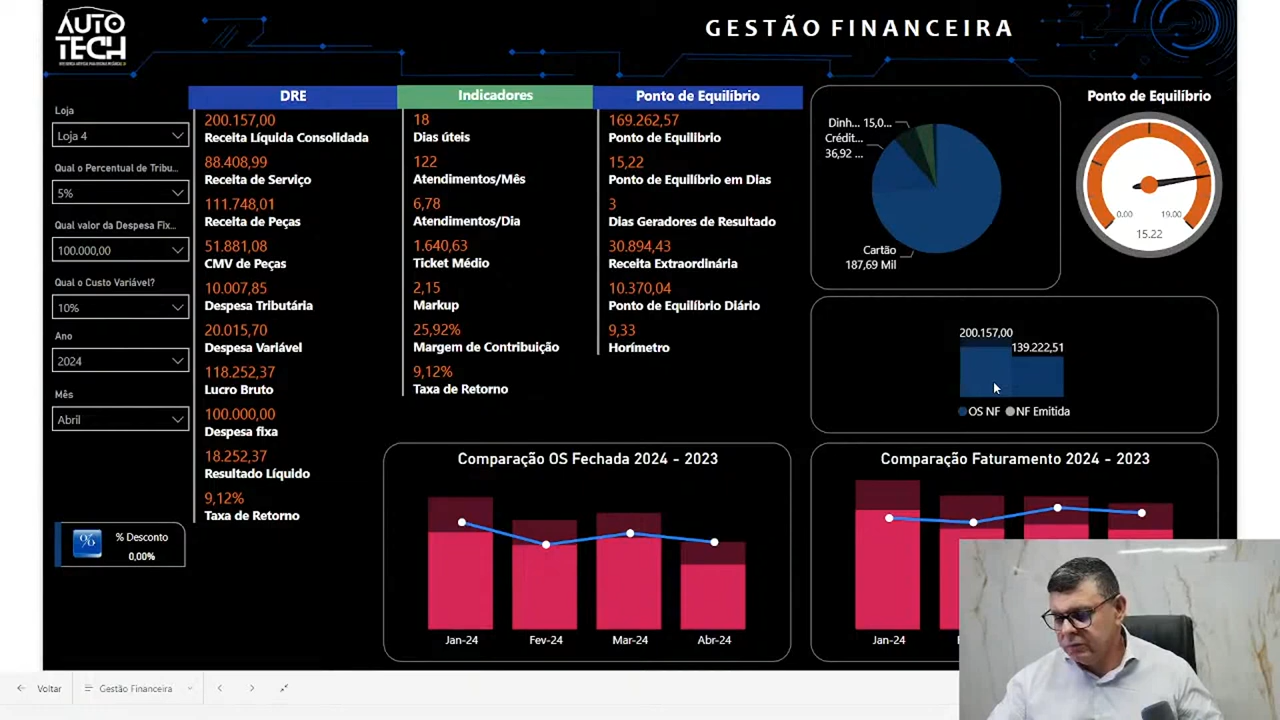 AUTO
TECH
GESTÃO FINANCEIRA
Loja
Loja 4
Qual o Percentual de Tribu...
5%
Qual valor da Despesa Fix...
100.000,00
Qual o Custo Variável?
10%
Ano
2024
Mês
Abril
% Desconto
0,00%
DRE
200.157,00
Receita Líquida Consolidada
88.408,99
Receita de Serviço
111.748,01
Receita de Peças
51.881,08
CMV de Peças
10.007,85
Despesa Tributária
20.015,70
Despesa Variável
118.252,37
Lucro Bruto
100.000,00
Despesa fixa
18.252,37
Resultado Líquido
9,12%
Taxa de Retorno
Indicadores
18
Dias úteis
122
Atendimentos/Mês
6,78
Atendimentos/Dia
1.640,63
Ticket Médio
2,15
Markup
25,92%
Margem de Contribuição
9,12%
Taxa de Retorno
Ponto de Equilíbrio
169.262,57
Ponto de Equilibrio
15,22
Ponto de Equilíbrio em Dias
3
Dias Geradores de Resultado
30.894,43
Receita Extraordinária
10.370,04
Ponto de Equilíbrio Diário
9,33
Horímetro
Dinh... 15,0...
Crédit...
36,92 ...
Cartão
187,69 Mil
Ponto de Equilíbrio
0.00 19.00
15.22
200.157,00
139.222,51
OS NF NF Emitida
Comparação OS Fechada 2024 - 2023
Jan-24 Fev-24 Mar-24 Abr-24
Comparação Faturamento 2024 - 2023
Jan-24
Voltar
Gestão Financeira